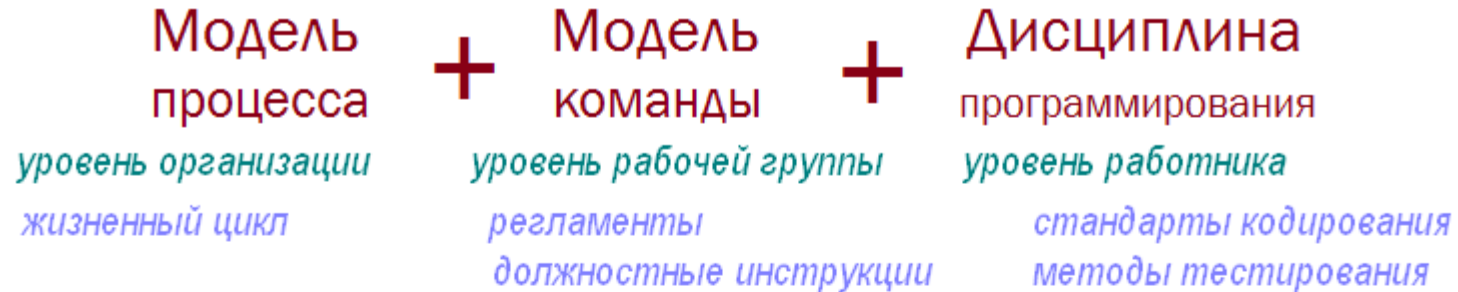 Модель + Модель + Дисциплина
процесса команды программирования
уровень организации уровень рабочей группы уровень работника
жизненный цикл регламенты стандарты кодирования
должностные инструкции методы тестирования